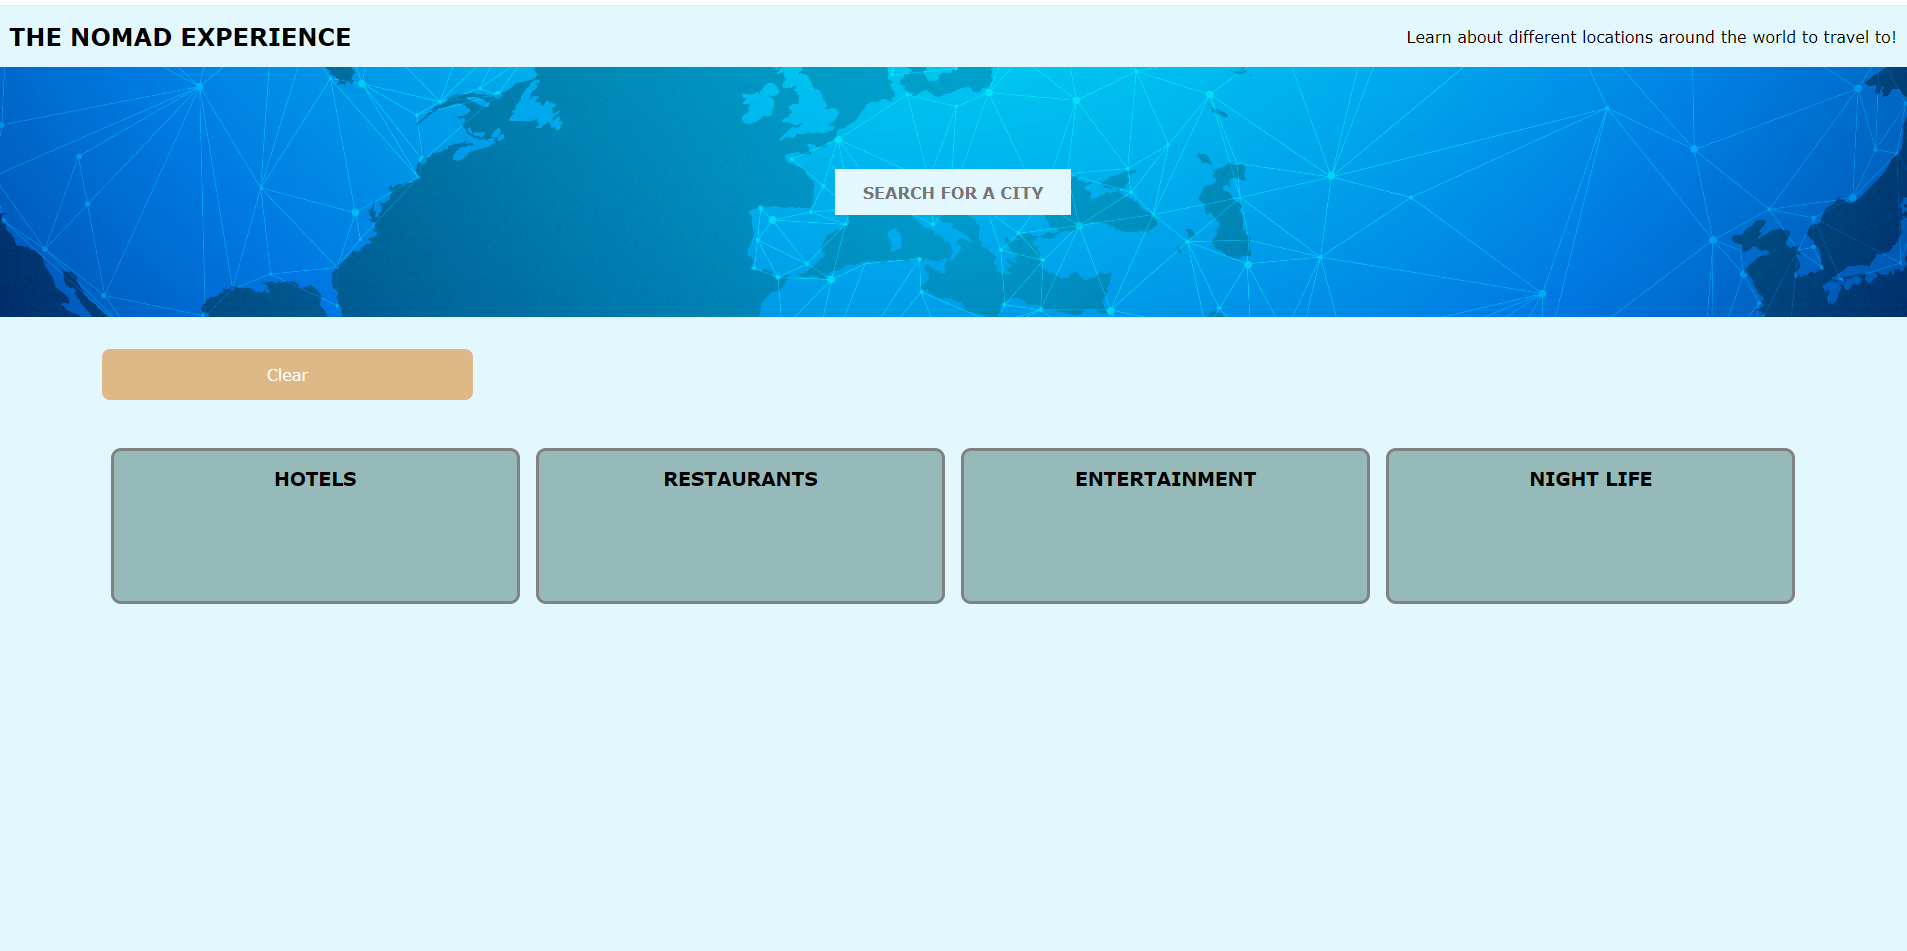 THE NOMAD EXPERIENCE
Learn about different locations around the world to travel to!
SEARCH FOR A CITY
Clear
HOTELS
RESTAURANTS
ENTERTAINMENT
NIGHT LIFE